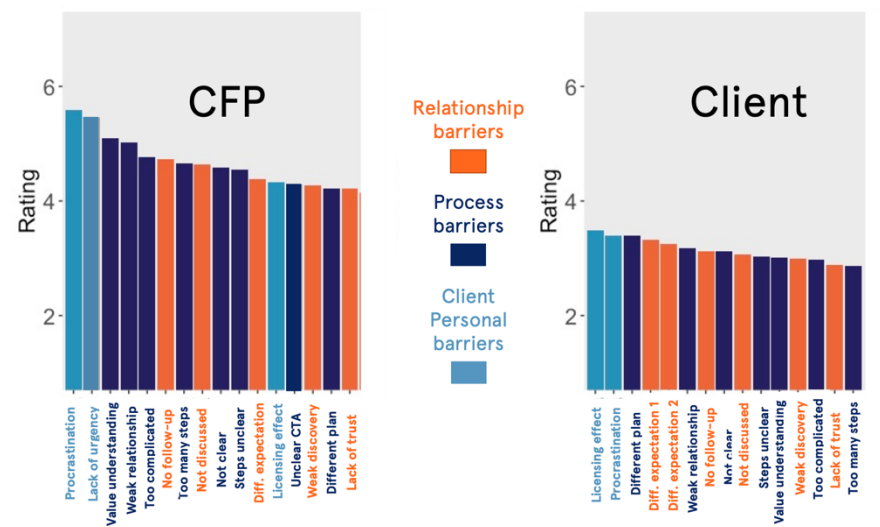 CFP
6
4
2
Rating
Procrastination
Lack of urgency
Value understanding
Weak relationship
Too complicated
No follow-up
Too many steps
Not discussed
Not clear
Steps unclear
Diff. expectation
Licensing effect
Unclear CTA
Weak discovery
Different plan
Lack of trust
Relationship
barriers
Process
barriers
Client
Personal
barriers
Client
6
4
2
Rating
Licensing effect
Procrastination
Different plan
Diff. expectation 1
Diff. expectation 2
Weak relationship
No follow-up
Not clear
Not discussed
Steps unclear
Value understanding
Weak discovery
Too complicated
Lack of trust
Too many steps